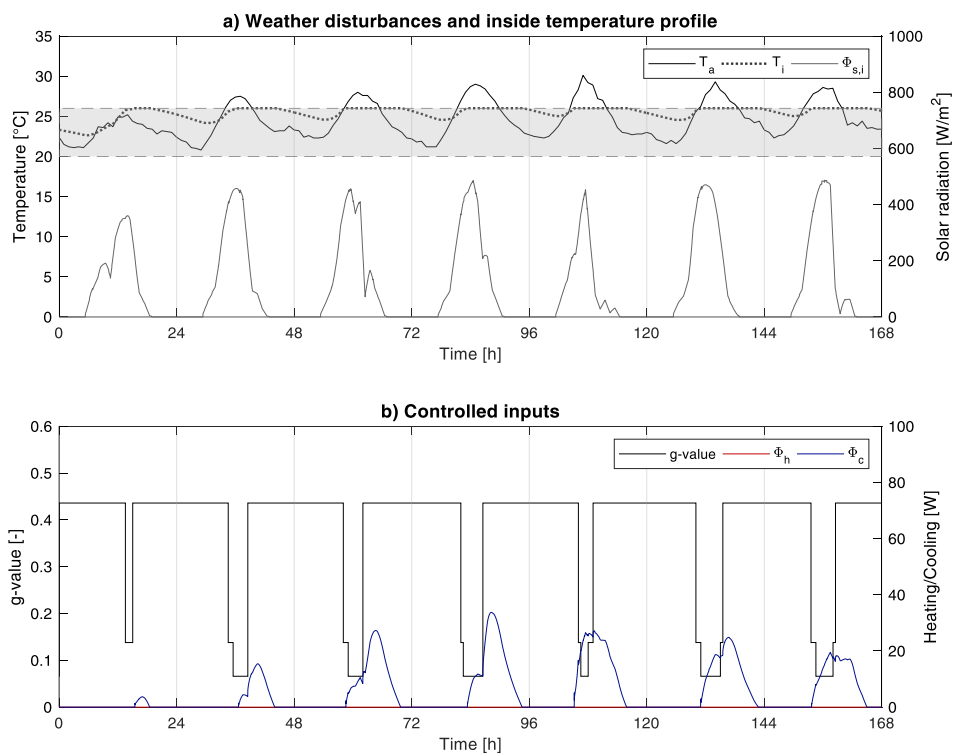 a) Weather disturbances and inside temperature profile
35
30
25
20
15
10
5
0
Temperature [°C]
1000
800
600
400
200
0
Solar radiation [W/m²]
T_a T_i Φ_s,i
0 24 48 72 96 120 144 168
Time [h]
b) Controlled inputs
0.6
0.5
0.4
0.3
0.2
0.1
0
g-value [-]
100
80
60
40
20
0
Heating/Cooling [W]
g-value Φ_h Φ_c
0 24 48 72 96 120 144 168
Time [h]